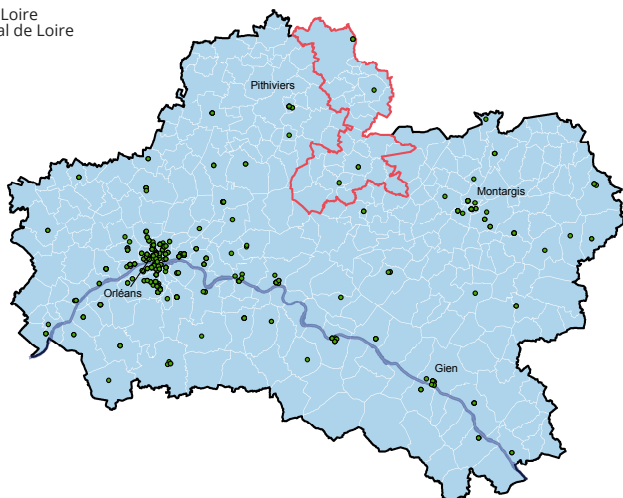 Loire
al de Loire
Pithiviers
Montargis
Orléans
Gien